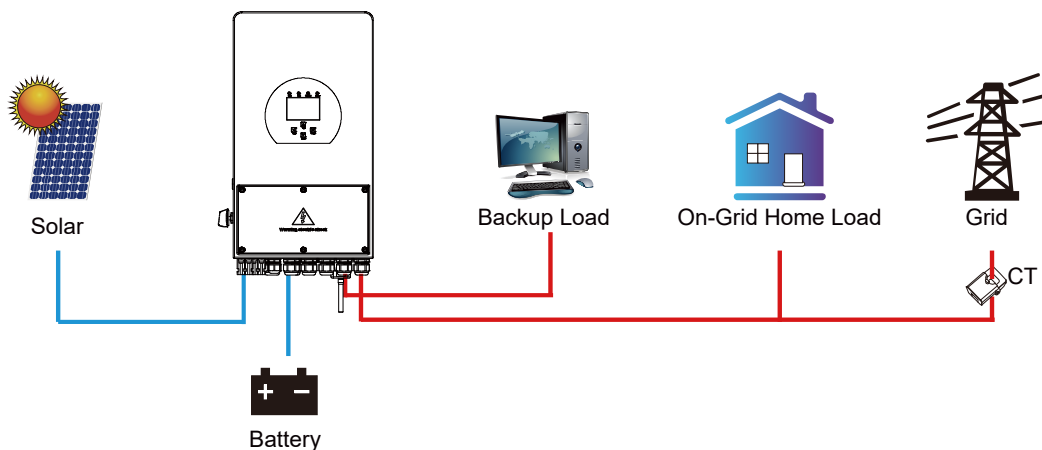 Solar
Backup Load
On-Grid Home Load
Grid
CT
Battery